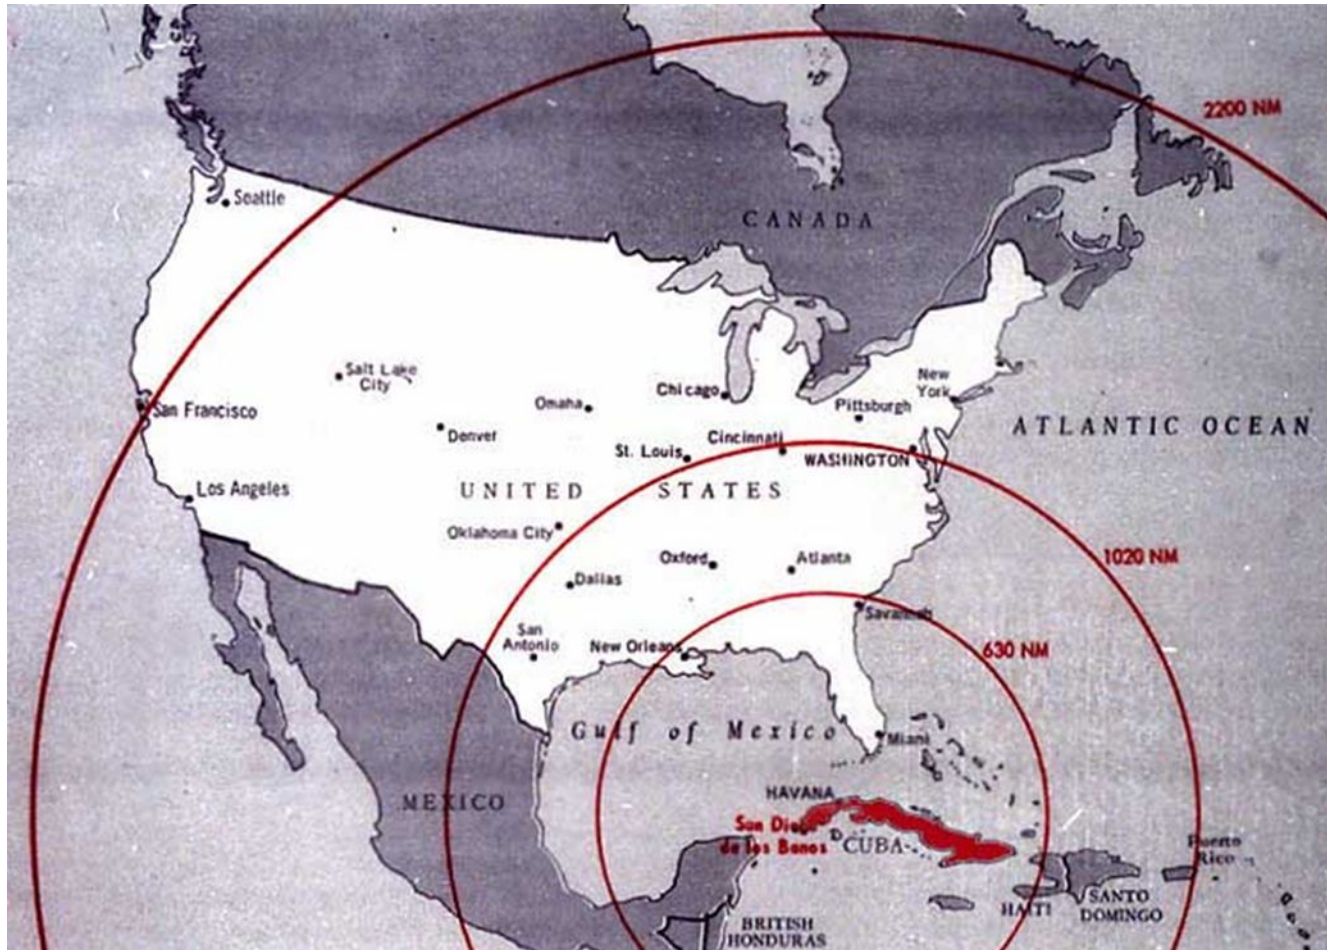 2200 NM
Seattle
CANADA
Salt Lake
City
New
York
Chicago
Omaha
Pittsburgh
San Francisco
ATLANTIC OCEAN
Denver
Cincinnati
St. Louis
WASHINGTON
Los Angeles
UNITED STATES
Oklahoma City
Oxford
Atlanta
1020 NM
Dallas
Savannah
San
Antonio
New Orleans
630 NM
Gulf of Mexico
Miami
HAVANA
MEXICO
San Diego
de los Banos
CUBA
Puerto
Rico
HAITI
SANTO
DOMINGO
BRITISH
HONDURAS